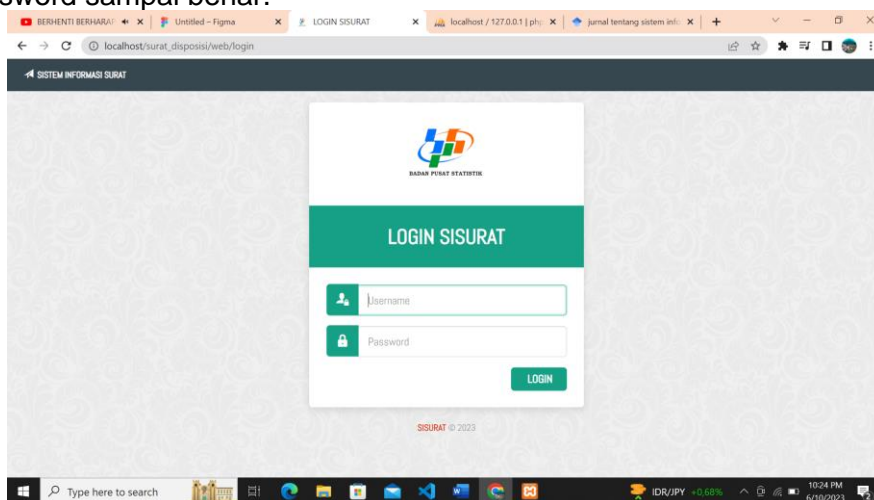 sword sampai benar.
BERHENTI BERHARAP
Untitled – Figma
LOGIN SISURAT
localhost / 127.0.0.1 | php
jurnal tentang sistem info
localhost/surat_disposisi/web/login
SISTEM INFORMASI SURAT
BADAN PUSAT STATISTIK
LOGIN SISURAT
Username
Password
LOGIN
SISURAT © 2023
Type here to search
IDR/JPY +0,68%
10:24 PM
6/10/2023